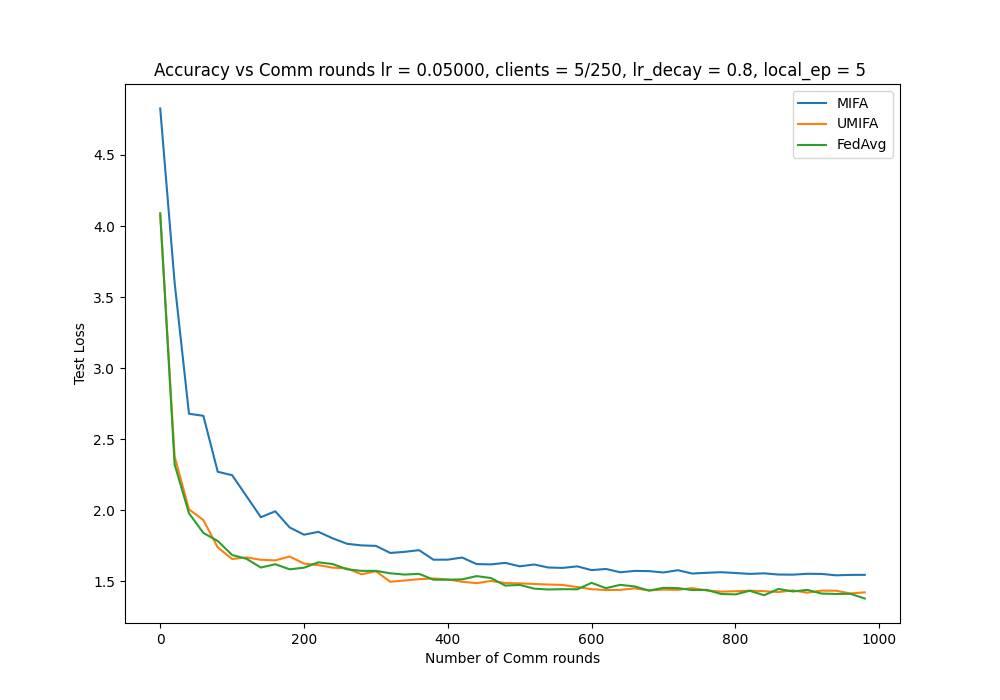 Accuracy vs Comm rounds lr = 0.05000, clients = 5/250, lr_decay = 0.8, local_ep = 5
MIFA
UMIFA
FedAvg
Test Loss
4.5
4.0
3.5
3.0
2.5
2.0
1.5
0 200 400 600 800 1000
Number of Comm rounds